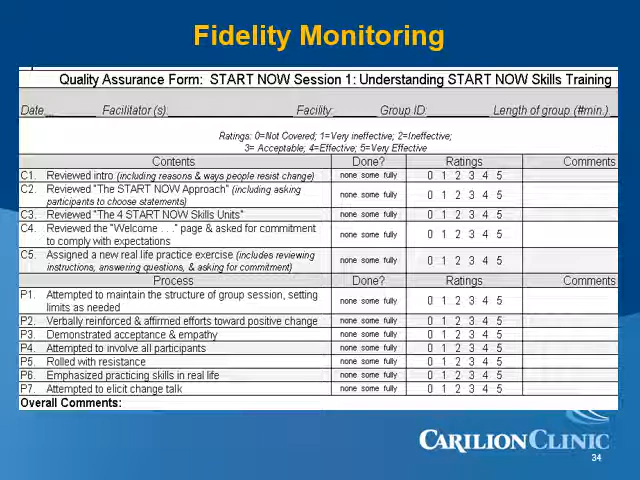 Fidelity Monitoring
Quality Assurance Form: START NOW Session 1: Understanding START NOW Skills Training
Date__ Facilitator (s): Facility: Group ID: Length of group (#min.)
Ratings: 0=Not Covered; 1=Very ineffective; 2=Ineffective;
3= Acceptable; 4=Effective; 5=Very Effective
Contents Done? Ratings Comments
C1. Reviewed intro (including reasons & ways people resist change) none some fully 0 1 2 3 4 5
C2. Reviewed "The START NOW Approach" (including asking
participants to choose statements) none some fully 0 1 2 3 4 5
C3. Reviewed "The 4 START NOW Skills Units" none some fully 0 1 2 3 4 5
C4. Reviewed the "Welcome . . ." page & asked for commitment
to comply with expectations none some fully 0 1 2 3 4 5
C5. Assigned a new real life practice exercise (includes reviewing
instructions, answering questions, & asking for commitment) none some fully 0 1 2 3 4 5
Process Done? Ratings Comments
P1. Attempted to maintain the structure of group session, setting
limits as needed none some fully 0 1 2 3 4 5
P2. Verbally reinforced & affirmed efforts toward positive change none some fully 0 1 2 3 4 5
P3. Demonstrated acceptance & empathy none some fully 0 1 2 3 4 5
P4. Attempted to involve all participants none some fully 0 1 2 3 4 5
P5. Rolled with resistance none some fully 0 1 2 3 4 5
P6. Emphasized practicing skills in real life none some fully 0 1 2 3 4 5
P7. Attempted to elicit change talk none some fully 0 1 2 3 4 5
Overall Comments:
CARILION CLINIC
34